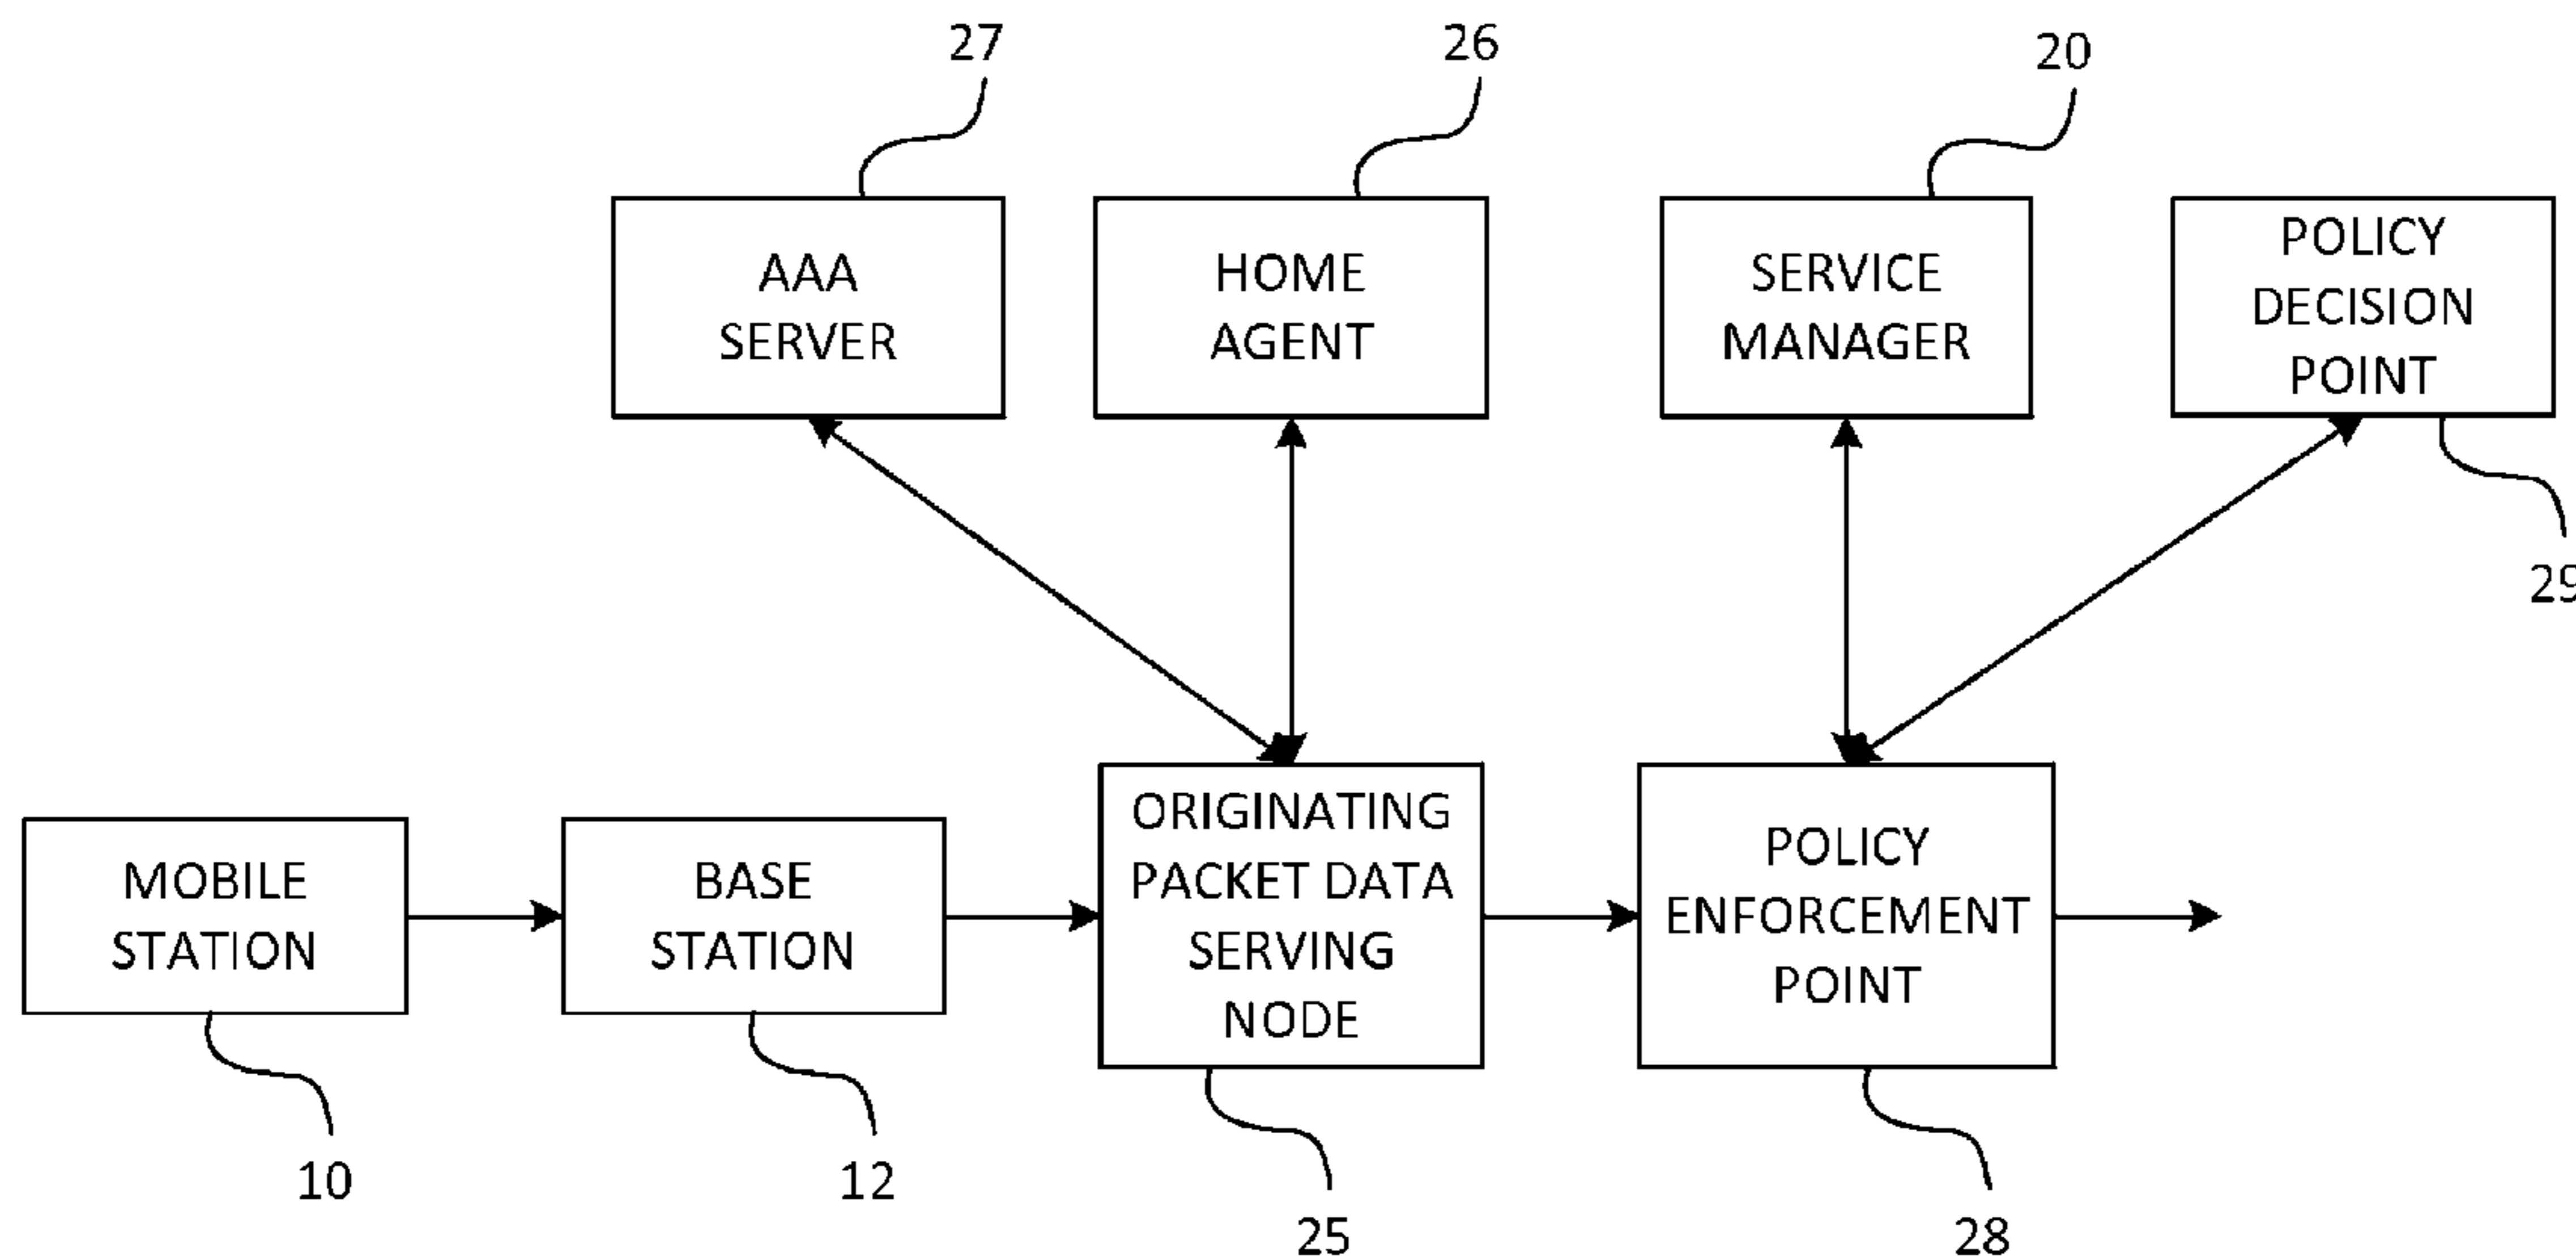 27
26
20
AAA
SERVER
HOME
AGENT
SERVICE
MANAGER
POLICY
DECISION
POINT
29
MOBILE
STATION
BASE
STATION
ORIGINATING
PACKET DATA
SERVING
NODE
POLICY
ENFORCEMENT
POINT
10
12
25
28